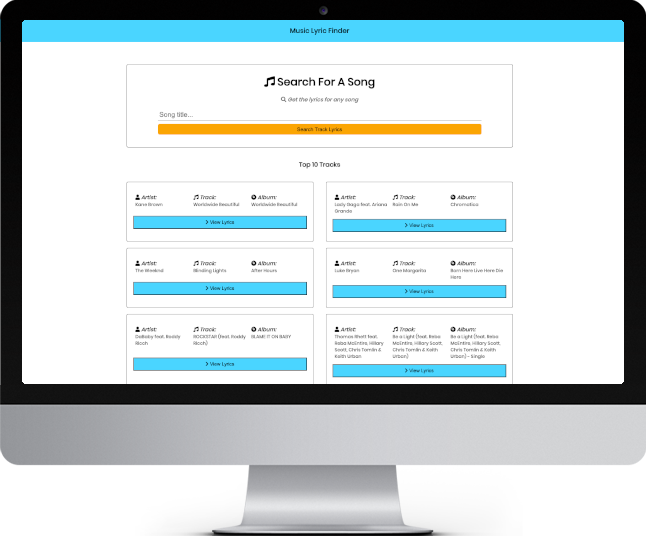 Music Lyric Finder
Search For A Song
Get the lyrics for any song
Song title...
Search Track Lyrics
Top 10 Tracks
Artist: Track: Album:
Kane Brown Worldwide Beautiful Worldwide Beautiful
View Lyrics
Artist: Track: Album:
Lady Gaga feat. Ariana Rain On Me Chromatica
Grande
View Lyrics
Artist: Track: Album:
The Weeknd Blinding Lights After Hours
View Lyrics
Artist: Track: Album:
Luke Bryan One Margarita Born Here Live Here Die
Here
View Lyrics
Artist: Track: Album:
DaBaby feat. Roddy ROCKSTAR (feat. Roddy BLAME IT ON BABY
Ricch Ricch)
View Lyrics
Artist: Track: Album:
Thomas Rhett feat. Be a Light (feat. Reba Be a Light (feat. Reba
Reba McEntire, Hillary McEntire, Hillary Scott, McEntire, Hillary Scott,
Scott, Chris Tomlin & Chris Tomlin & Keith Chris Tomlin & Keith
Keith Urban Urban) Urban) - Single
View Lyrics